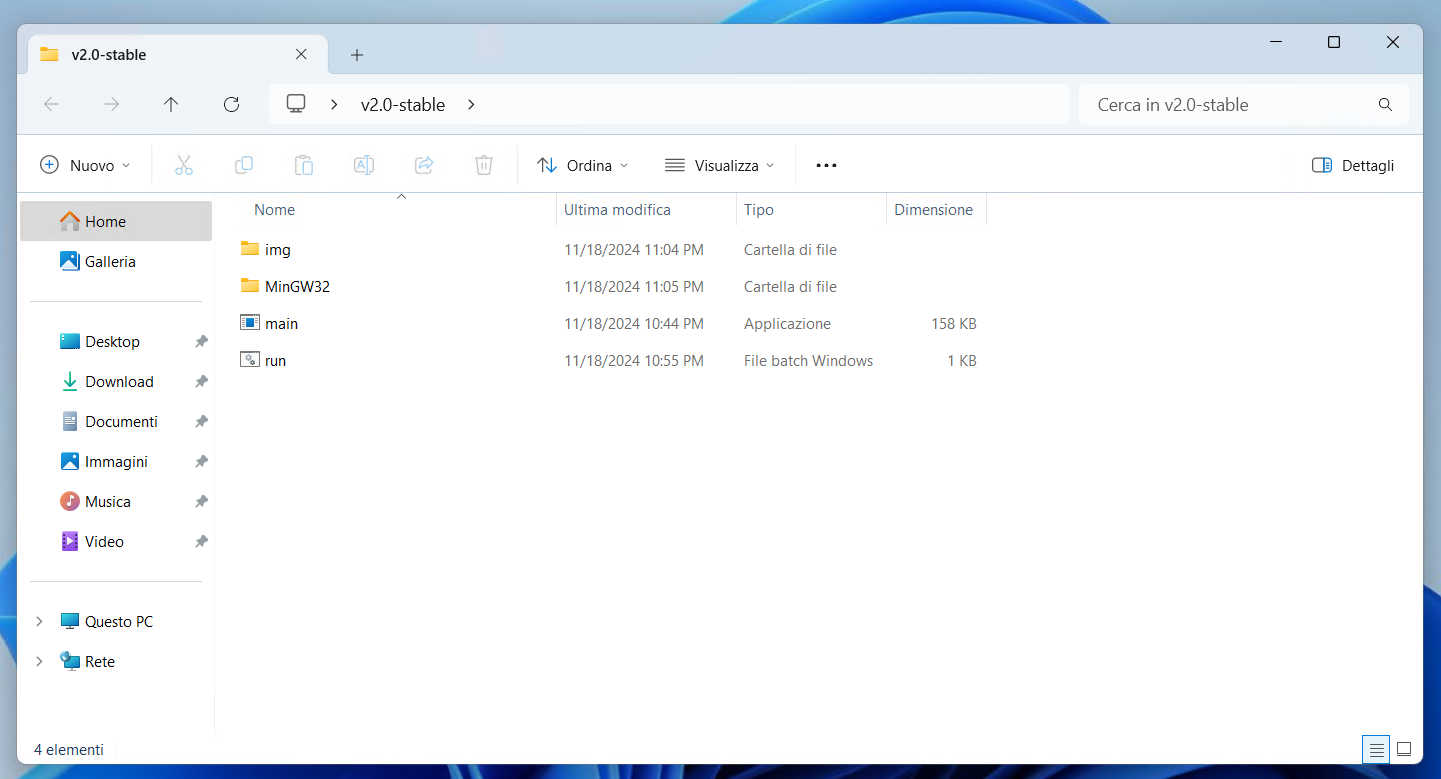 v2.0-stable
v2.0-stable
Cerca in v2.0-stable
Nuovo
Ordina
Visualizza
Dettagli
Nome Ultima modifica Tipo Dimensione
img 11/18/2024 11:04 PM Cartella di file
MinGW32 11/18/2024 11:05 PM Cartella di file
main 11/18/2024 10:44 PM Applicazione 158 KB
run 11/18/2024 10:55 PM File batch Windows 1 KB
Home
Galleria
Desktop
Download
Documenti
Immagini
Musica
Video
Questo PC
Rete
4 elementi